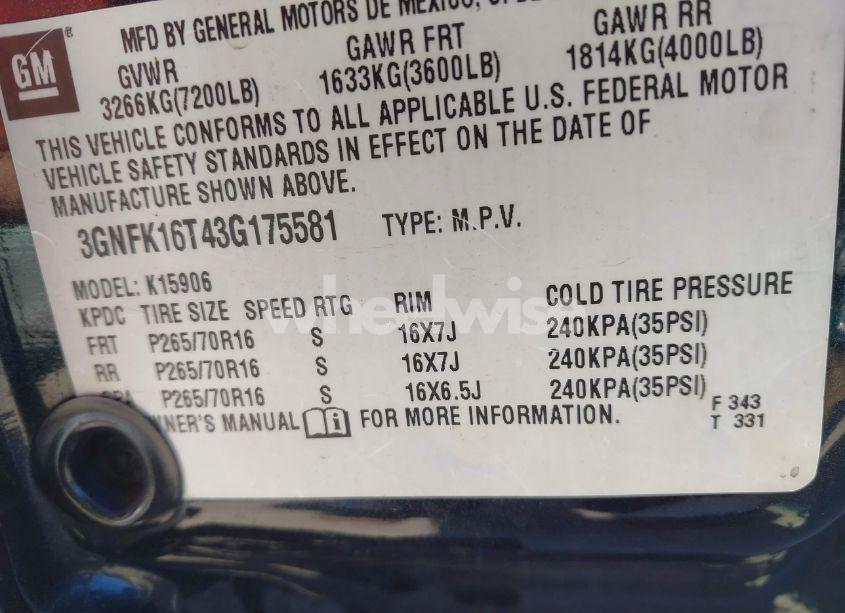 GM
MFD BY GENERAL MOTORS DE MEXICO,
GVWR GAWR FRT GAWR RR
3266KG(7200LB) 1633KG(3600LB) 1814KG(4000LB)
THIS VEHICLE CONFORMS TO ALL APPLICABLE U.S. FEDERAL MOTOR
VEHICLE SAFETY STANDARDS IN EFFECT ON THE DATE OF
MANUFACTURE SHOWN ABOVE.
3GNFK16T43G175581 TYPE: M.P.V.
MODEL: K15906
KPDC TIRE SIZE SPEED RTG RIM COLD TIRE PRESSURE
FRT P265/70R16 S 16X7J 240KPA(35PSI)
RR P265/70R16 S 16X7J 240KPA(35PSI)
P265/70R16 S 16X6.5J 240KPA(35PSI)
NER'S MANUAL FOR MORE INFORMATION.
F 343
T 331
wheelwise